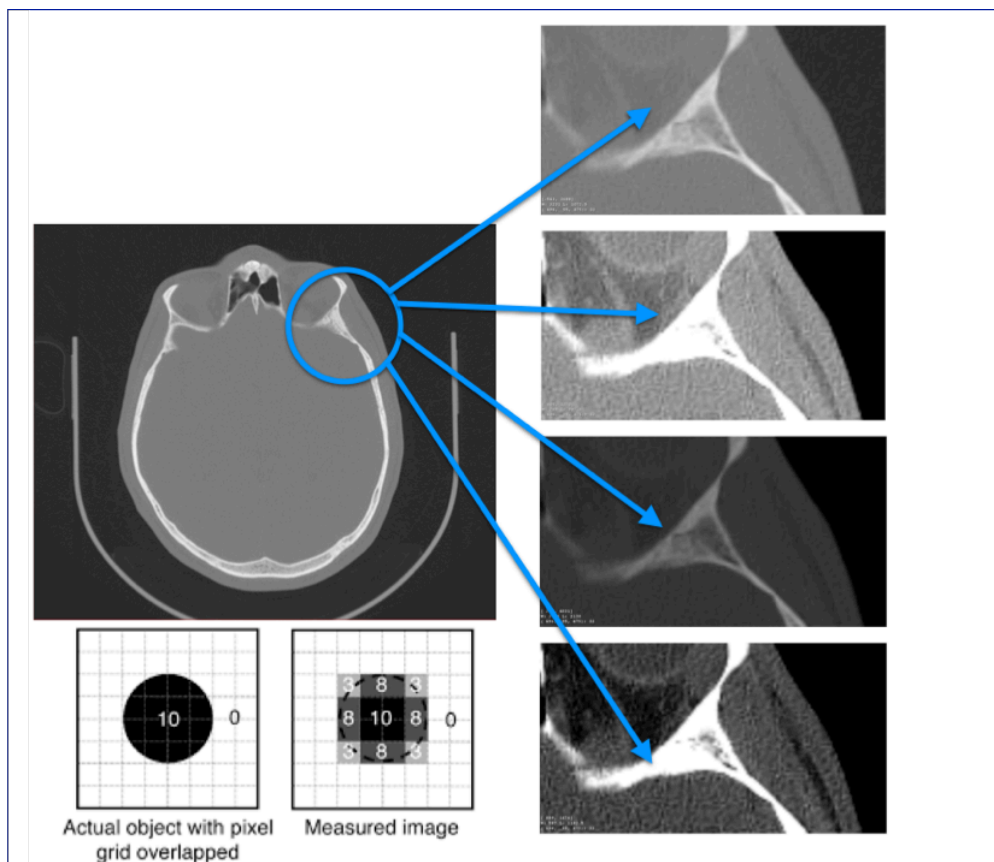 3 8 3
10 0
8 10 8 0
3 8 3
Actual object with pixel
grid overlapped
Measured image